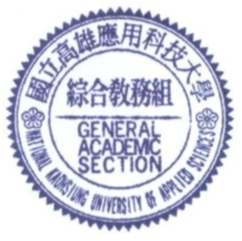 國立高雄應用科技大學
綜合教務組
GENERAL
ACADEMIC
SECTION
NATIONAL KAOHSIUNG UNIVERSITY OF APPLIED SCIENCES